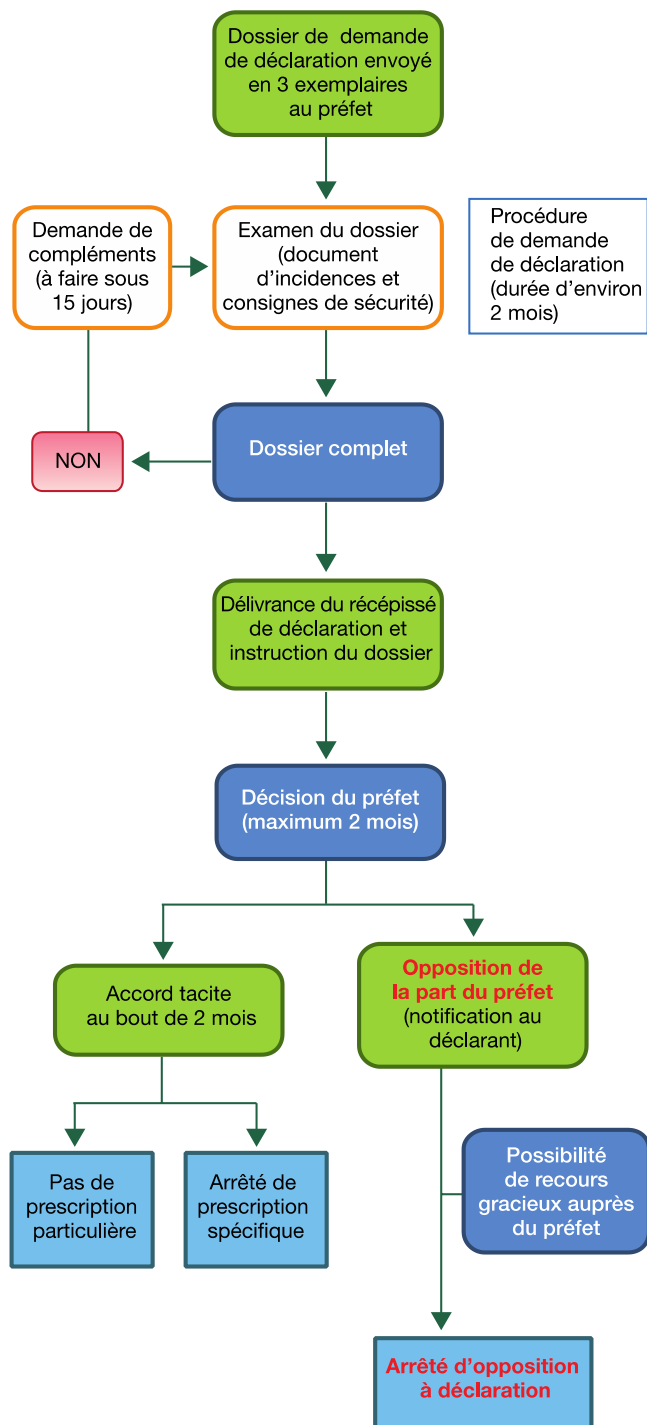 Dossier de demande
de déclaration envoyé
en 3 exemplaires
au préfet
Demande de
compléments
(à faire sous
15 jours)
Examen du dossier
(document
d'incidences et
consignes de sécurité)
Procédure
de demande
de déclaration
(durée d'environ
2 mois)
NON
Dossier complet
Délivrance du récépissé
de déclaration et
instruction du dossier
Décision du préfet
(maximum 2 mois)
Accord tacite
au bout de 2 mois
Opposition de
la part du préfet
(notification au
déclarant)
Pas de
prescription
particulière
Arrêté de
prescription
spécifique
Possibilité
de recours
gracieux auprès
du préfet
Arrêté d'opposition
à déclaration